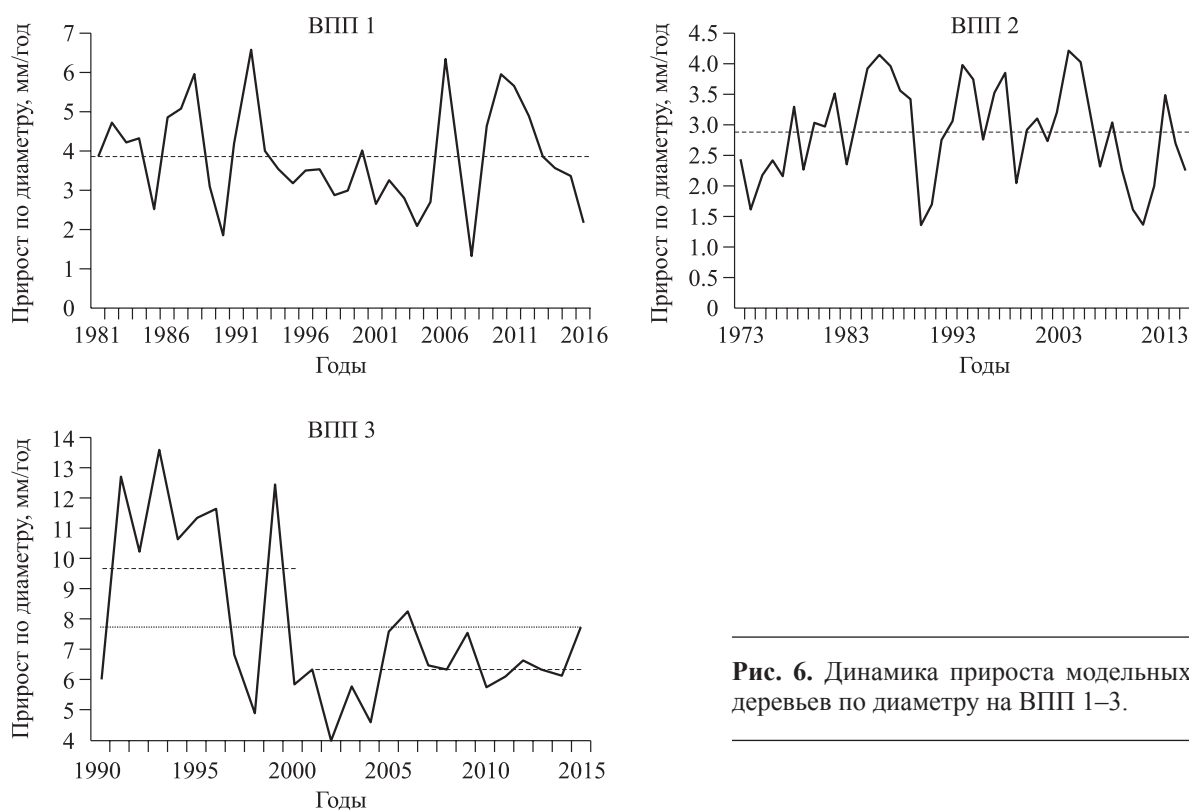 ВПП 1
Прирост по диаметру, мм/год
7
6
5
4
3
2
1
0
1981 1986 1991 1996 2001 2006 2011 2016
Годы
ВПП 2
Прирост по диаметру, мм/год
4.5
4.0
3.5
3.0
2.5
2.0
1.5
1.0
0.5
0
1973 1983 1993 2003 2013
Годы
ВПП 3
Прирост по диаметру, мм/год
14
13
12
11
10
9
8
7
6
5
4
1990 1995 2000 2005 2010 2015
Годы
Рис. 6. Динамика прироста модельных
деревьев по диаметру на ВПП 1–3.